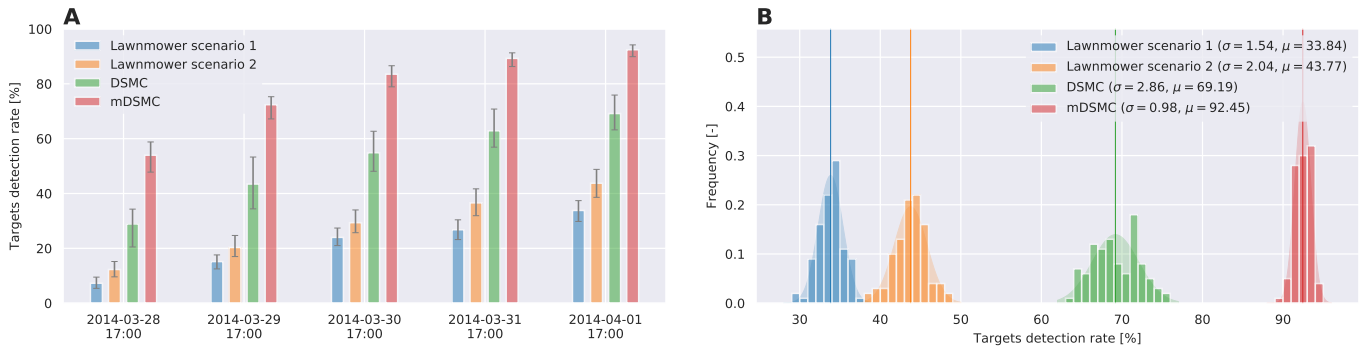 A
Targets detection rate [%]
100
80
60
40
20
0
Lawnmower scenario 1
Lawnmower scenario 2
DSMC
mDSMC
2014-03-28
17:00
2014-03-29
17:00
2014-03-30
17:00
2014-03-31
17:00
2014-04-01
17:00
B
Frequency [-]
0.5
0.4
0.3
0.2
0.1
0.0
Lawnmower scenario 1 (σ = 1.54, μ = 33.84)
Lawnmower scenario 2 (σ = 2.04, μ = 43.77)
DSMC (σ = 2.86, μ = 69.19)
mDSMC (σ = 0.98, μ = 92.45)
30
40
50
60
70
80
90
Targets detection rate [%]